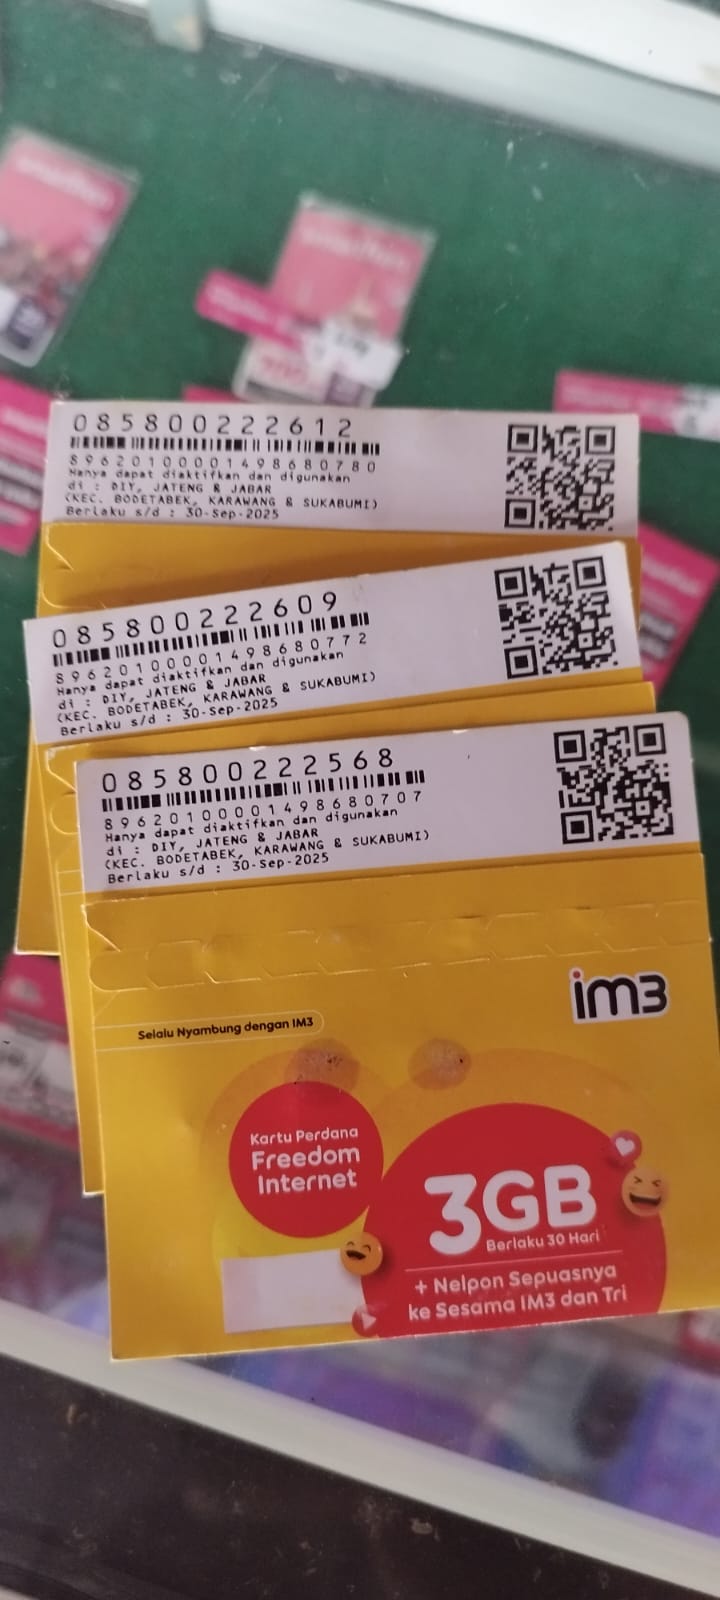 085800222612
89620100001498680780
Hanya dapat diaktifkan dan digunakan
di : DIY, JATENG & JABAR
(KEC. BODETABEK, KARAWANG & SUKABUMI)
Berlaku s/d : 30-Sep-2025
085800222609
89620100001498680772
Hanya dapat diaktifkan dan digunakan
di : DIY, JATENG & JABAR
(KEC. BODETABEK, KARAWANG & SUKABUMI)
Berlaku s/d : 30-Sep-2025
085800222568
89620100001498680707
Hanya dapat diaktifkan dan digunakan
di : DIY, JATENG & JABAR
(KEC. BODETABEK, KARAWANG & SUKABUMI)
Berlaku s/d : 30-Sep-2025
im3
Selalu Nyambung dengan IM3
Kartu Perdana
Freedom
Internet
3GB
Berlaku 30 Hari
+ Nelpon Sepuasnya
ke Sesama IM3 dan Tri